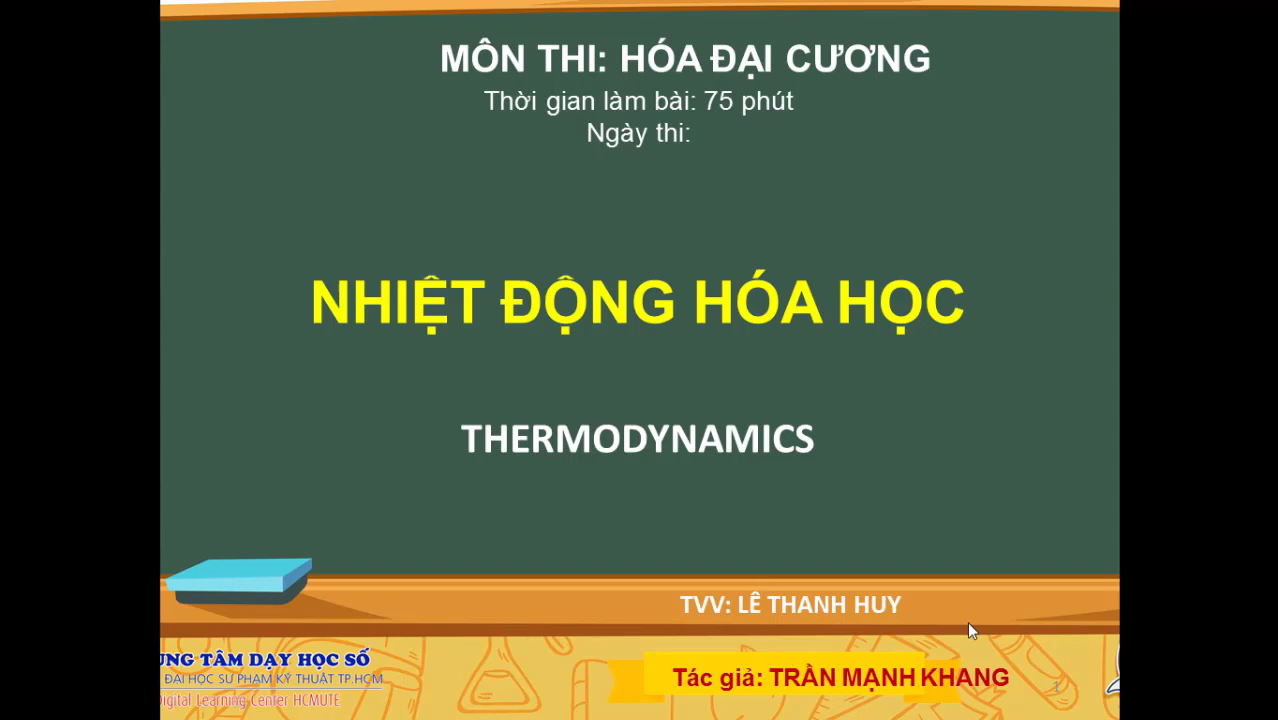 MÔN THI: HÓA ĐẠI CƯƠNG
Thời gian làm bài: 75 phút
Ngày thi:
NHIỆT ĐỘNG HÓA HỌC
THERMODYNAMICS
TVV: LÊ THANH HUY
UNG TÂM DẠY HỌC SỐ
ĐẠI HỌC SƯ PHẠM KỸ THUẬT TP.HCM
Digital Learning Center HCMUTE
Tác giả: TRẦN MẠNH KHANG
1